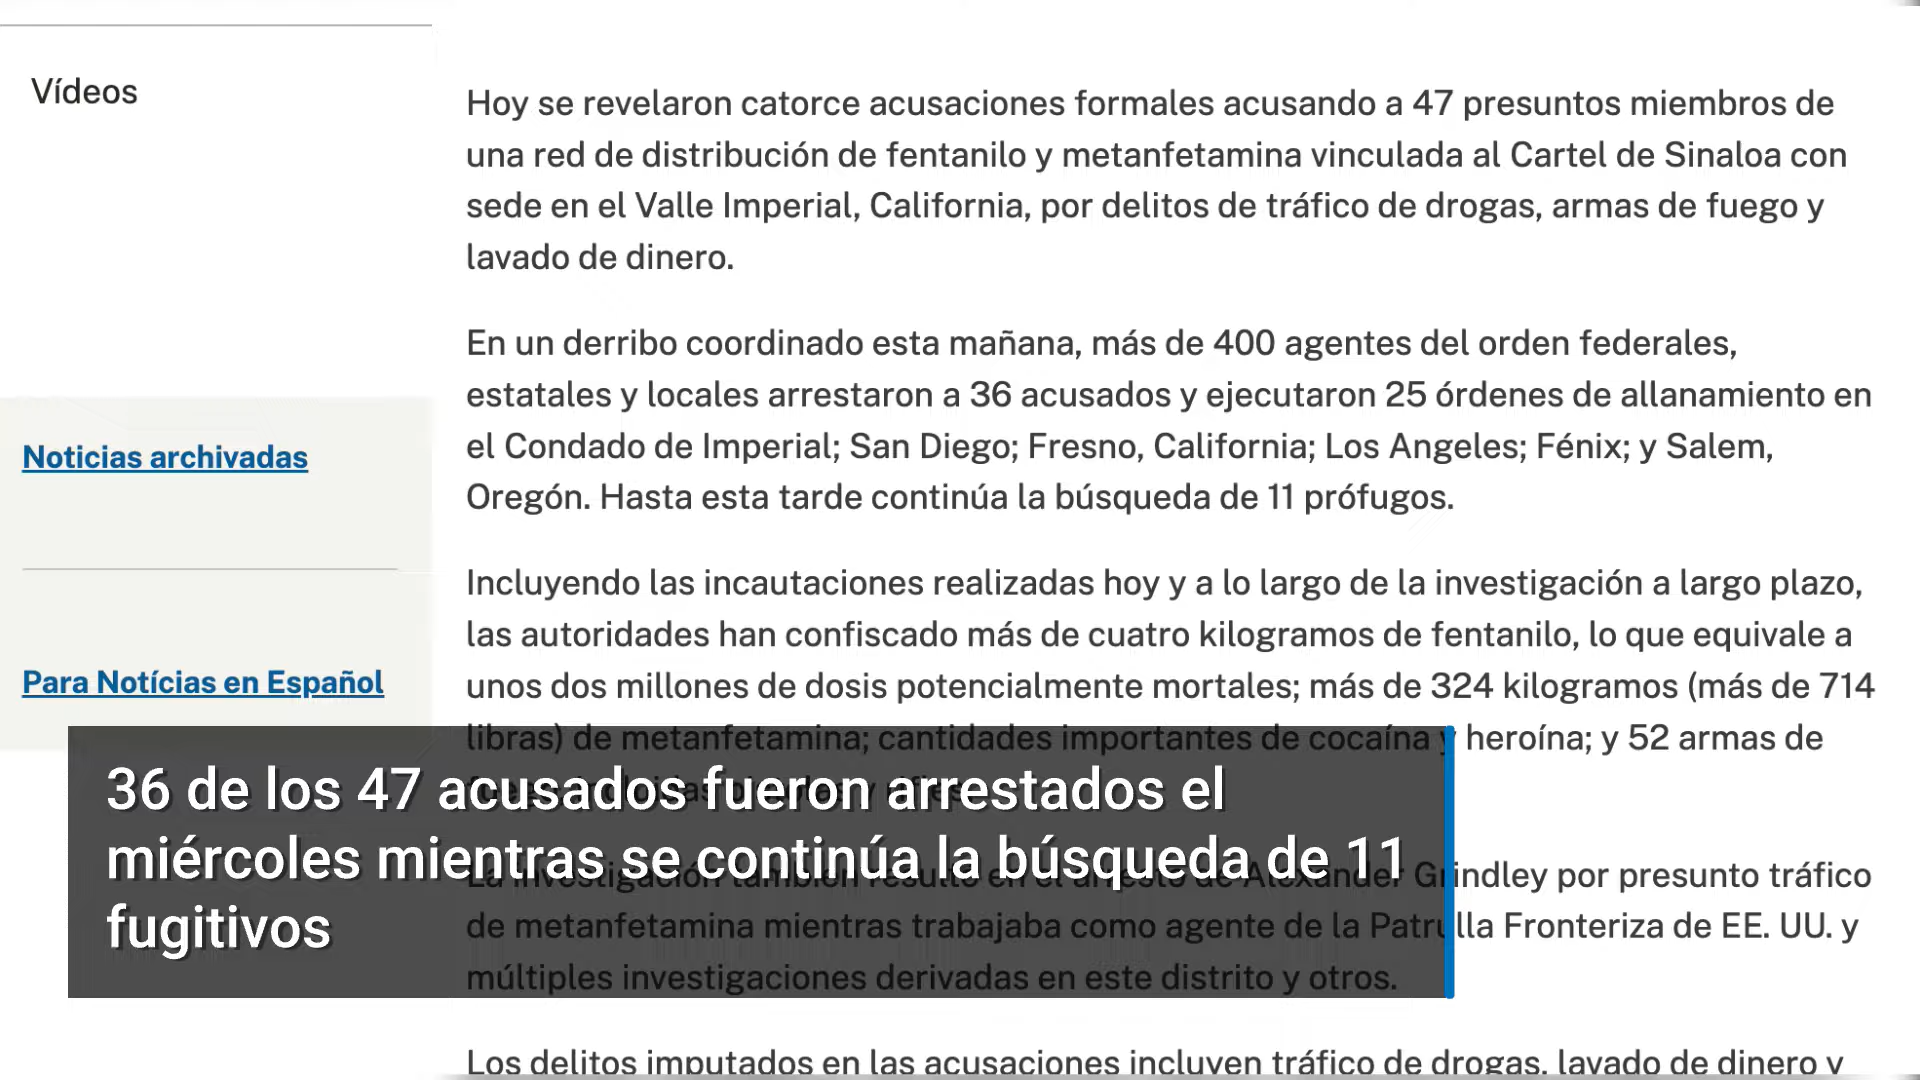 Vídeos
Hoy se revelaron catorce acusaciones formales acusando a 47 presuntos miembros de
una red de distribución de fentanilo y metanfetamina vinculada al Cartel de Sinaloa con
sede en el Valle Imperial, California, por delitos de tráfico de drogas, armas de fuego y
lavado de dinero.
En un derribo coordinado esta mañana, más de 400 agentes del orden federales,
estatales y locales arrestaron a 36 acusados y ejecutaron 25 órdenes de allanamiento en
el Condado de Imperial; San Diego; Fresno, California; Los Angeles; Fénix; y Salem,
Oregón. Hasta esta tarde continúa la búsqueda de 11 prófugos.
Noticias archivadas
Para Notícias en Español
Incluyendo las incautaciones realizadas hoy y a lo largo de la investigación a largo plazo,
las autoridades han confiscado más de cuatro kilogramos de fentanilo, lo que equivale a
unos dos millones de dosis potencialmente mortales; más de 324 kilogramos (más de 714
libras) de metanfetamina; cantidades importantes de cocaína y heroína; y 52 armas de
La investigación también resultó en el arresto de Alexander Grindley por presunto tráfico
de metanfetamina mientras trabajaba como agente de la Patrulla Fronteriza de EE. UU. y
múltiples investigaciones derivadas en este distrito y otros.
36 de los 47 acusados fueron arrestados el
miércoles mientras se continúa la búsqueda de 11
fugitivos
Los delitos imputados en las acusaciones incluyen tráfico de drogas, lavado de dinero y